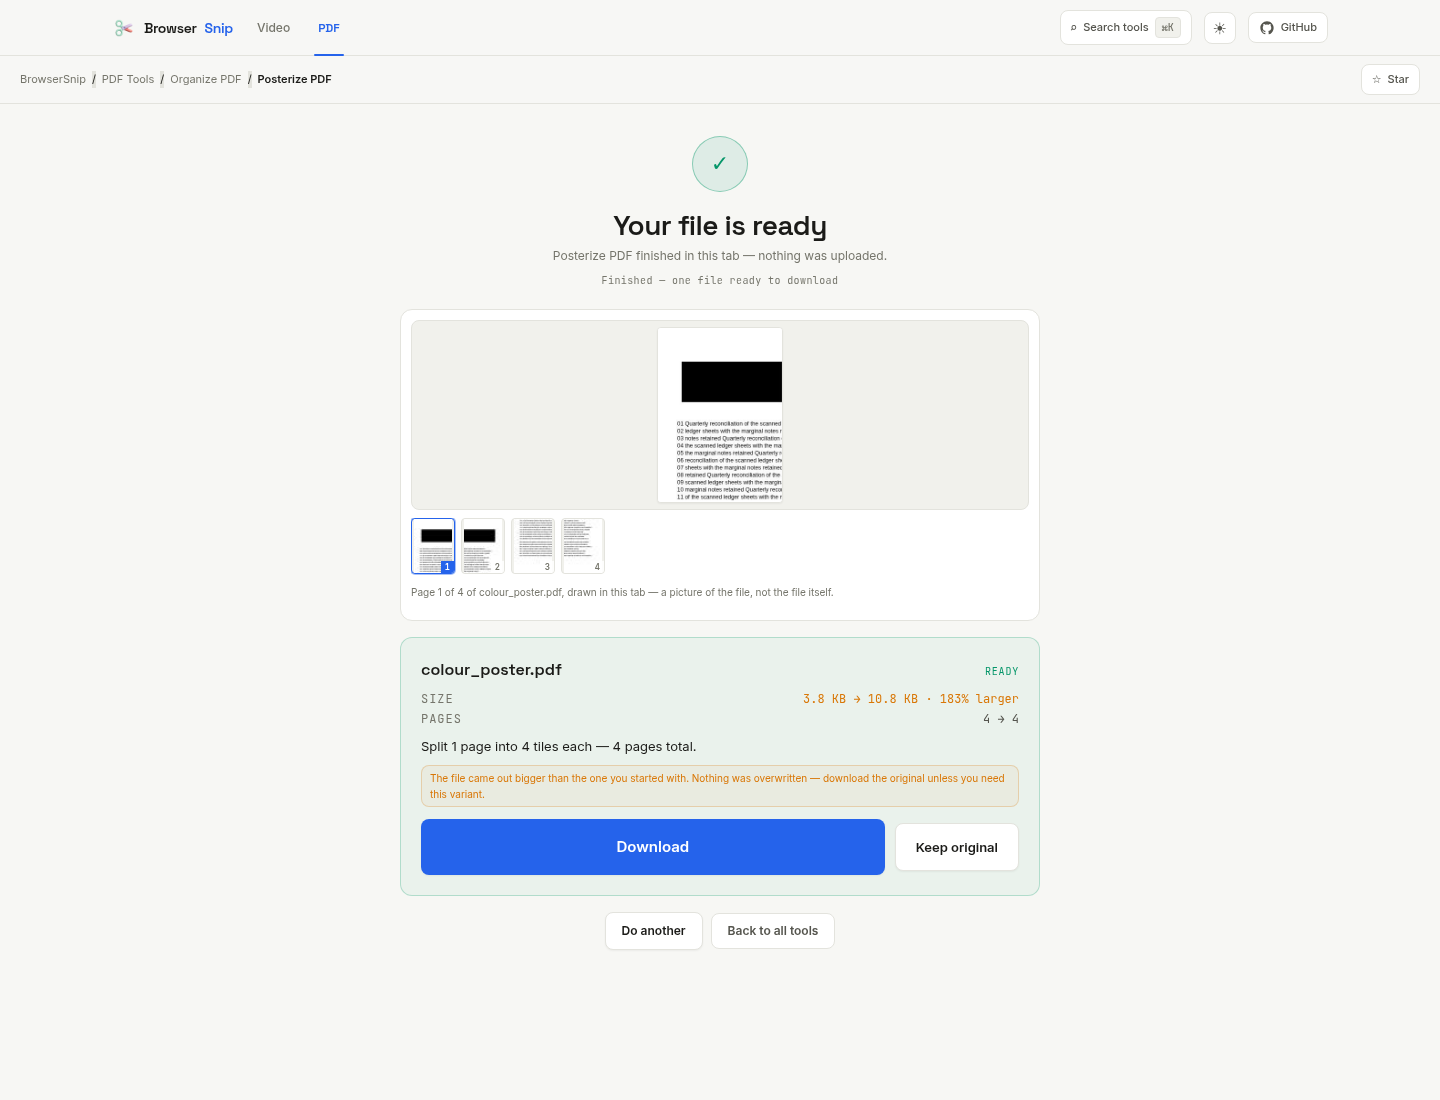 Browser Snip Video PDF Search tools ⌘K GitHub
BrowserSnip / PDF Tools / Organize PDF / Posterize PDF ☆ Star
✓
Your file is ready
Posterize PDF finished in this tab — nothing was uploaded.
Finished — one file ready to download
01 Quarterly reconciliation of the scanned
02 ledger sheets with the marginal notes
03 notes retained Quarterly reconciliation
04 the scanned ledger sheets with the
05 the marginal notes retained Quarterly
06 reconciliation of the scanned ledger
07 sheets with the marginal notes retained
08 retained Quarterly reconciliation of the
09 scanned ledger sheets with the
10 marginal notes retained Quarterly
11 of the scanned ledger sheets with the
1 2 3 4
Page 1 of 4 of colour_poster.pdf, drawn in this tab — a picture of the file, not the file itself.
colour_poster.pdf READY
SIZE 3.8 KB → 10.8 KB · 183% larger
PAGES 4 → 4
Split 1 page into 4 tiles each — 4 pages total.
The file came out bigger than the one you started with. Nothing was overwritten — download the original unless you need
this variant.
Download Keep original
Do another Back to all tools